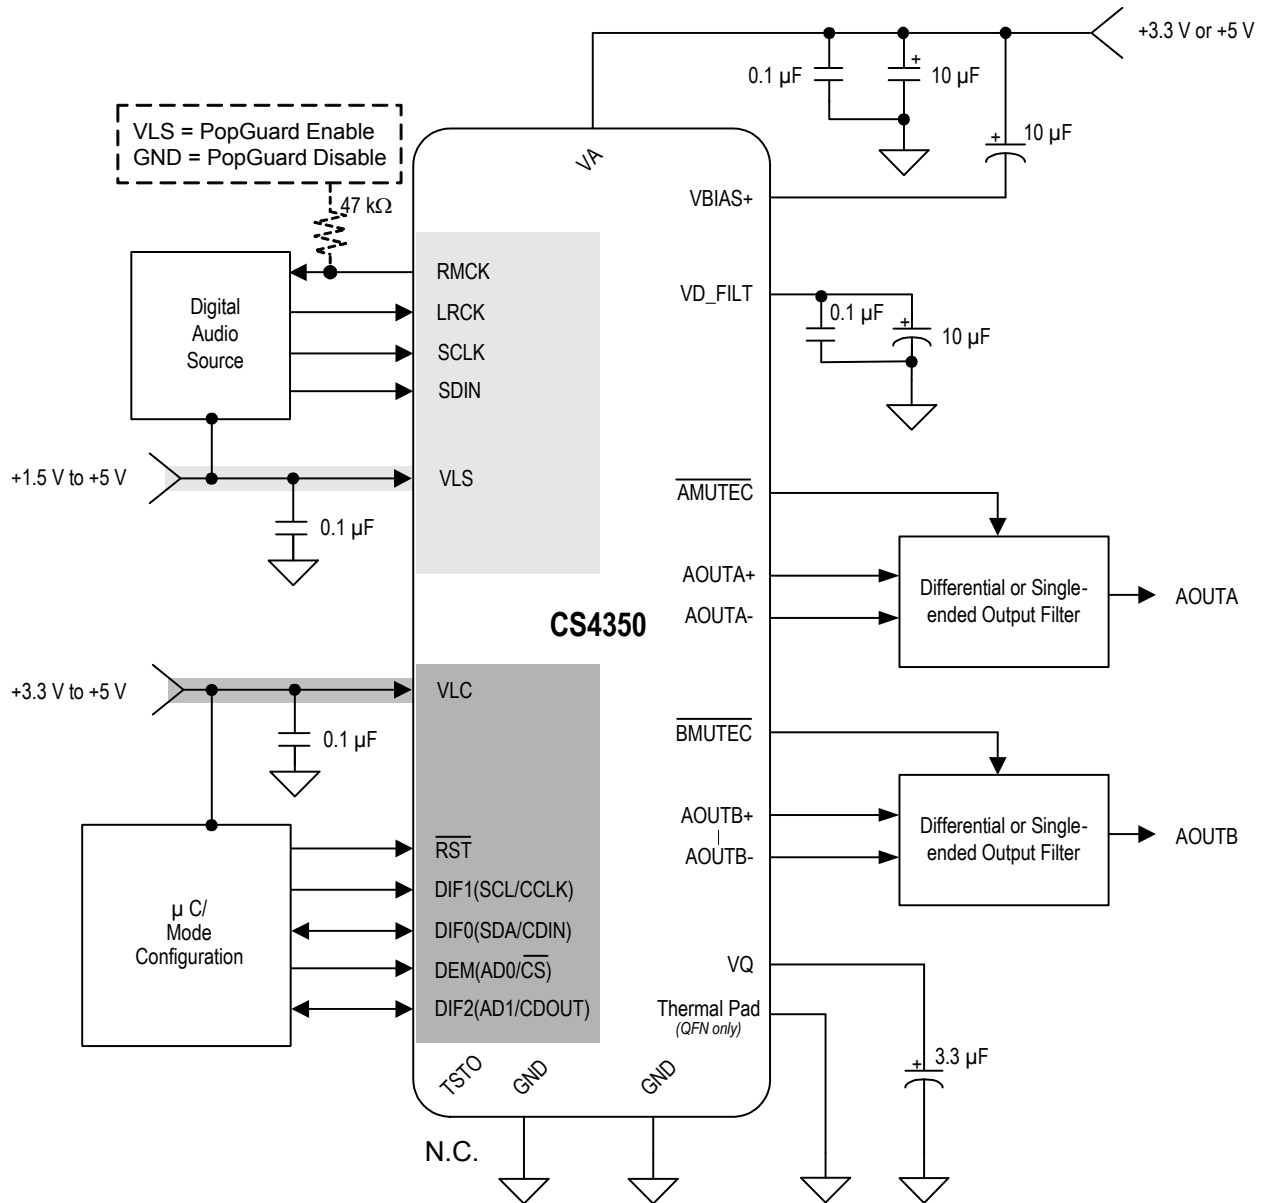 +3.3 V or +5 V
0.1 µF
+
10 µF
+
10 µF
VLS = PopGuard Enable
GND = PopGuard Disable
47 kΩ
VA
VBIAS+
RMCK
LRCK
SCLK
SDIN
Digital
Audio
Source
VD_FILT
0.1 µF
+
10 µF
+1.5 V to +5 V
VLS
0.1 µF
AMUTEC
AOUTA+
AOUTA-
Differential or Single-
ended Output Filter
AOUTA
CS4350
+3.3 V to +5 V
VLC
0.1 µF
BMUTEC
AOUTB+
AOUTB-
Differential or Single-
ended Output Filter
AOUTB
µ C/
Mode
Configuration
RST
DIF1(SCL/CCLK)
DIF0(SDA/CDIN)
DEM(AD0/CS)
DIF2(AD1/CDOUT)
VQ
Thermal Pad
(QFN only)
+
3.3 µF
TSTO
GND
GND
N.C.